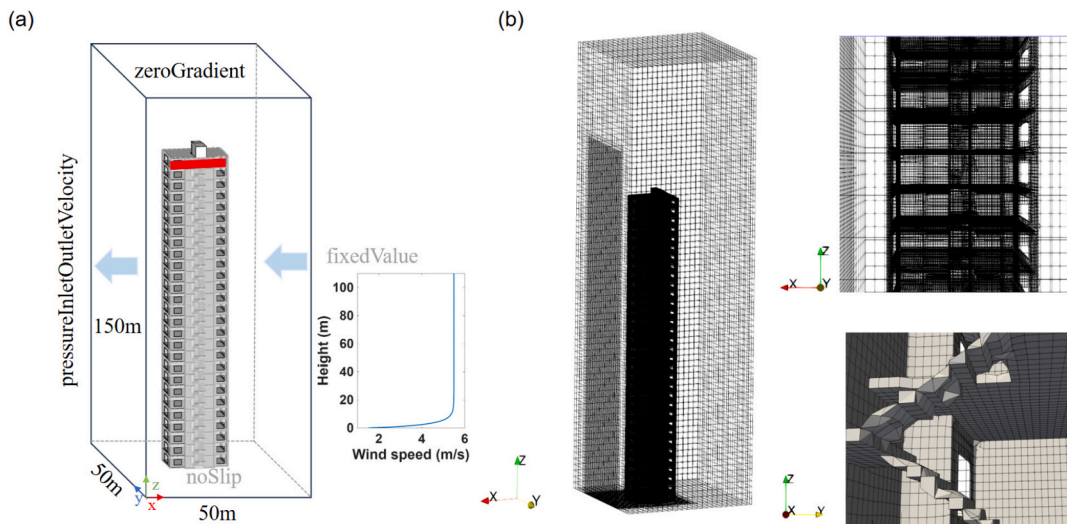 (a)
zeroGradient
pressureInletOutletVelocity
150m
50m
50m
z
y
x
noSlip
fixedValue
Height (m)
100
80
60
40
20
0
2
4
6
Wind speed (m/s)
(b)
Z
X
Y
Z
X
Y
Z
X
Y